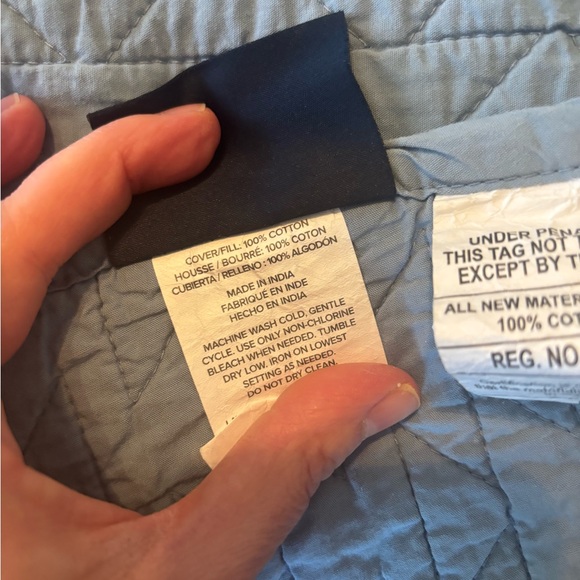 COVER/FILL: 100% COTTON
HOUSSE / BOURRÉ: 100% COTON
CUBIERTA / RELLENO: 100% ALGODÓN
MADE IN INDIA
FABRIQUÉ EN INDE
HECHO EN INDIA
MACHINE WASH COLD, GENTLE
CYCLE. USE ONLY NON-CHLORINE
BLEACH WHEN NEEDED. TUMBLE
DRY LOW. IRON ON LOWEST
SETTING AS NEEDED.
DO NOT DRY CLEAN.
UNDER PENA
THIS TAG NOT
EXCEPT BY
ALL NEW MATER
100% COT
REG. NO